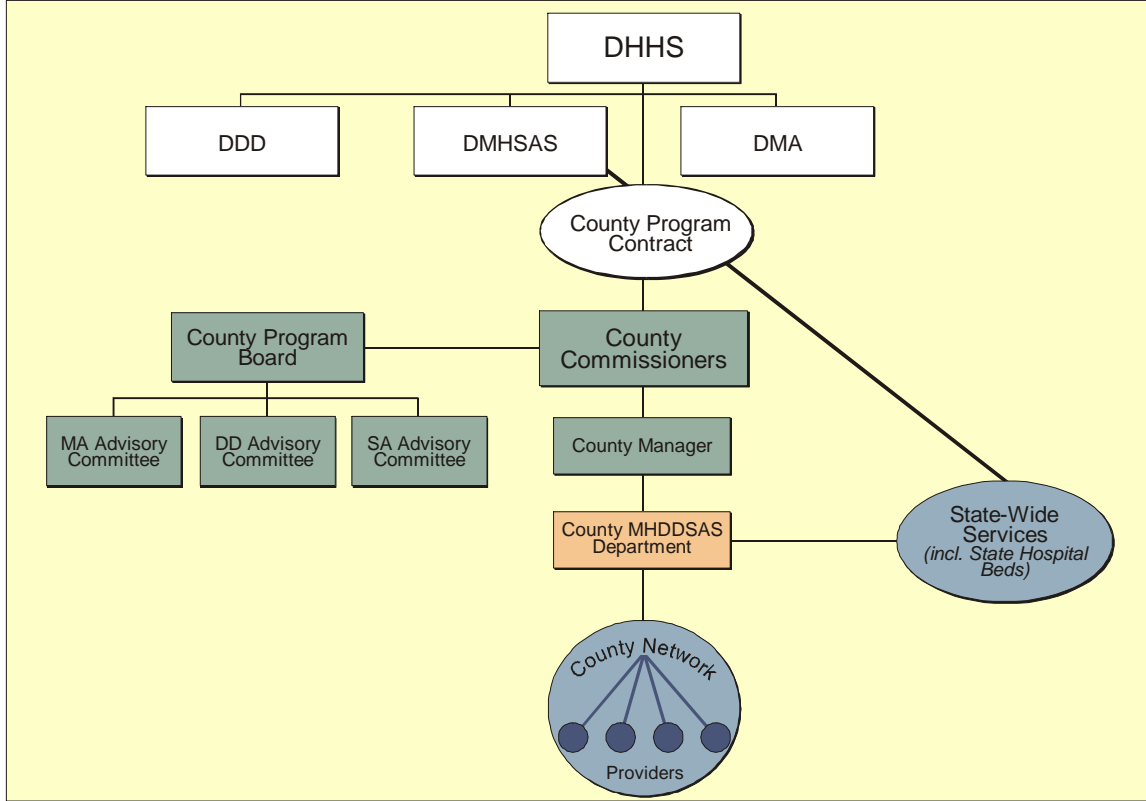 DHHS
DDD
DMHSAS
DMA
County Program
Contract
County Program
Board
County
Commissioners
MA Advisory
Committee
DD Advisory
Committee
SA Advisory
Committee
County Manager
County MHDDSAS
Department
State-Wide
Services
(incl. State Hospital
Beds)
County Network
Providers